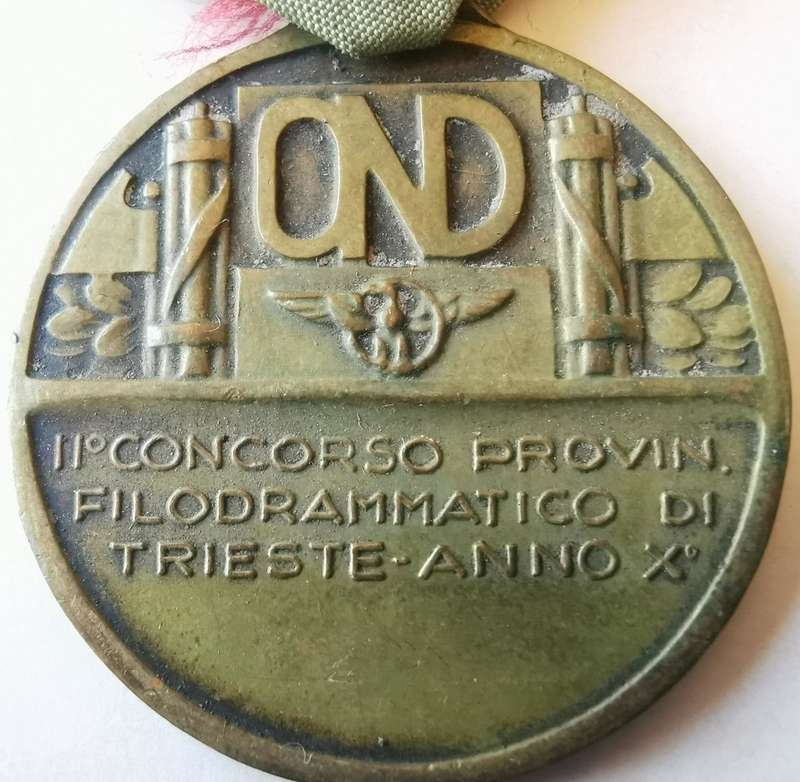 OND
II° CONCORSO PROVIN.
FILODRAMMATICO DI
TRIESTE-ANNO X°